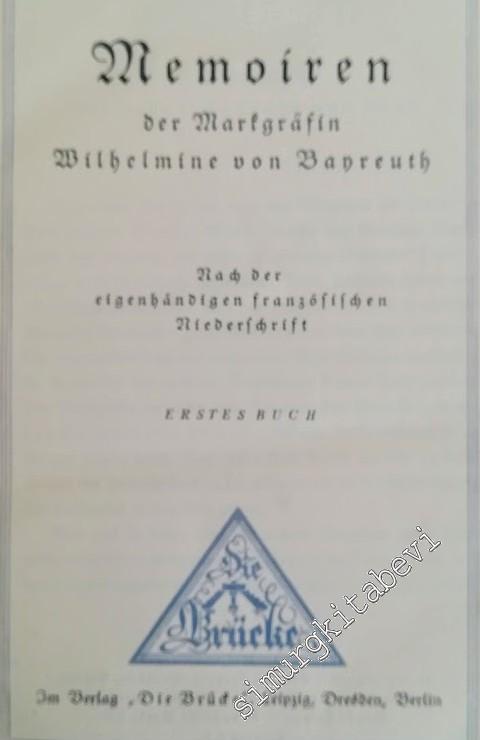 Memoiren
der Markgräfin
Wilhelmine von Bayreuth
Nach der
eigenhändigen französischen
Niederschrift
ERSTES BUCH
Die
Brücke
Im Verlag „Die Brücke" Leipzig, Dresden, Berlin
simurgkitabevi